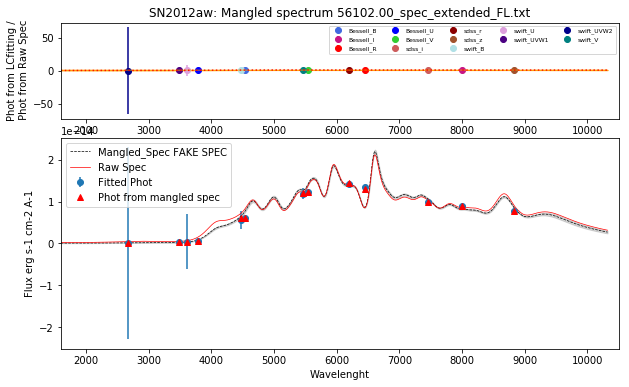 SN2012aw: Mangled spectrum 56102.00_spec_extended_FL.txt
Phot from LCfitting /
Phot from Raw Spec
50
0
−50
Bessell_B
Bessell_I
Bessell_R
Bessell_U
Bessell_V
sdss_i
sdss_r
sdss_z
swift_B
swift_U
swift_UVW1
swift_UVW2
swift_V
2000 3000 4000 5000 6000 7000 8000 9000 10000
1e−14
Flux erg s-1 cm-2 A-1
2
1
0
−1
−2
Mangled_Spec FAKE SPEC
Raw Spec
Fitted Phot
Phot from mangled spec
2000 3000 4000 5000 6000 7000 8000 9000 10000
Wavelenght